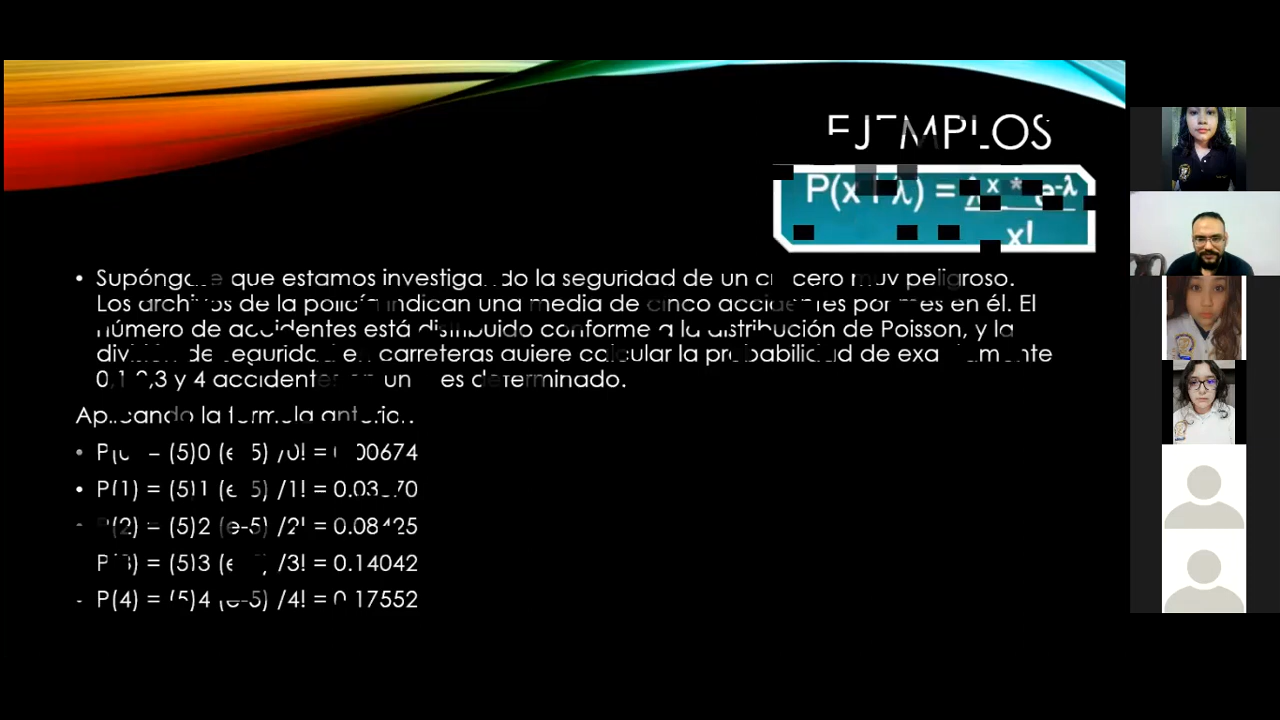 EJEMPLOS
P(x | λ) = λx * e-λ
x!
• Supóngase que estamos investigando la seguridad de un crucero muy peligroso.
Los archivos de la policía indican una media de cinco accidentes por mes en él. El
número de accidentes está distribuido conforme a la distribución de Poisson, y la
división de seguridad en carreteras quiere calcular la probabilidad de exactamente
0,1,2,3 y 4 accidentes en un mes determinado.
Aplicando la formula anterior:
• P(0) = (5)0 (e-5) /0! = 0.00674
• P(1) = (5)1 (e-5) /1! = 0.03370
• P(2) = (5)2 (e-5) /2! = 0.08425
P(3) = (5)3 (e-5) /3! = 0.14042
• P(4) = (5)4 (e-5) /4! = 0.17552